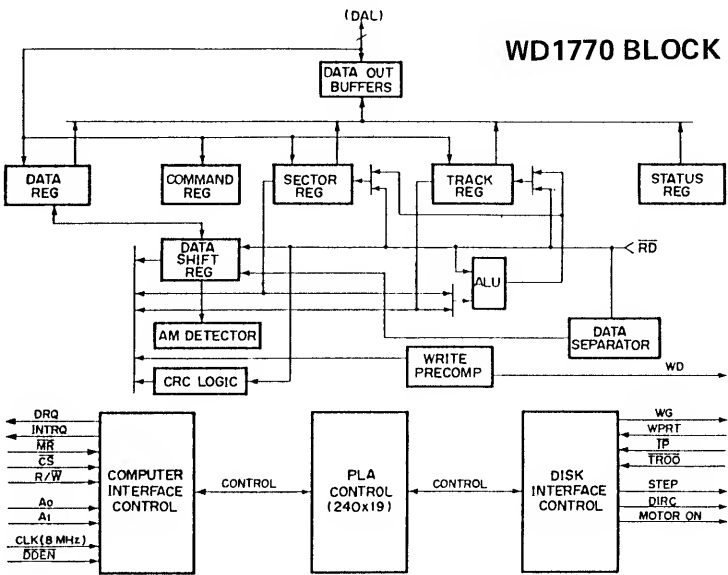 (DAL)
WD1770 BLOCK
DATA OUT
BUFFERS
DATA
REG
COMMAND
REG
SECTOR
REG
TRACK
REG
STATUS
REG
DATA
SHIFT
REG
RD
ALU
AM DETECTOR
DATA
SEPARATOR
WRITE
PRECOMP
WD
CRC LOGIC
DRQ
INTRQ
MR
CS
R/W
A0
A1
CLK(8 MHz)
DDEN
COMPUTER
INTERFACE
CONTROL
CONTROL
PLA
CONTROL
(240x19)
CONTROL
DISK
INTERFACE
CONTROL
WG
WPRT
IP
TROO
STEP
DIRC
MOTOR ON